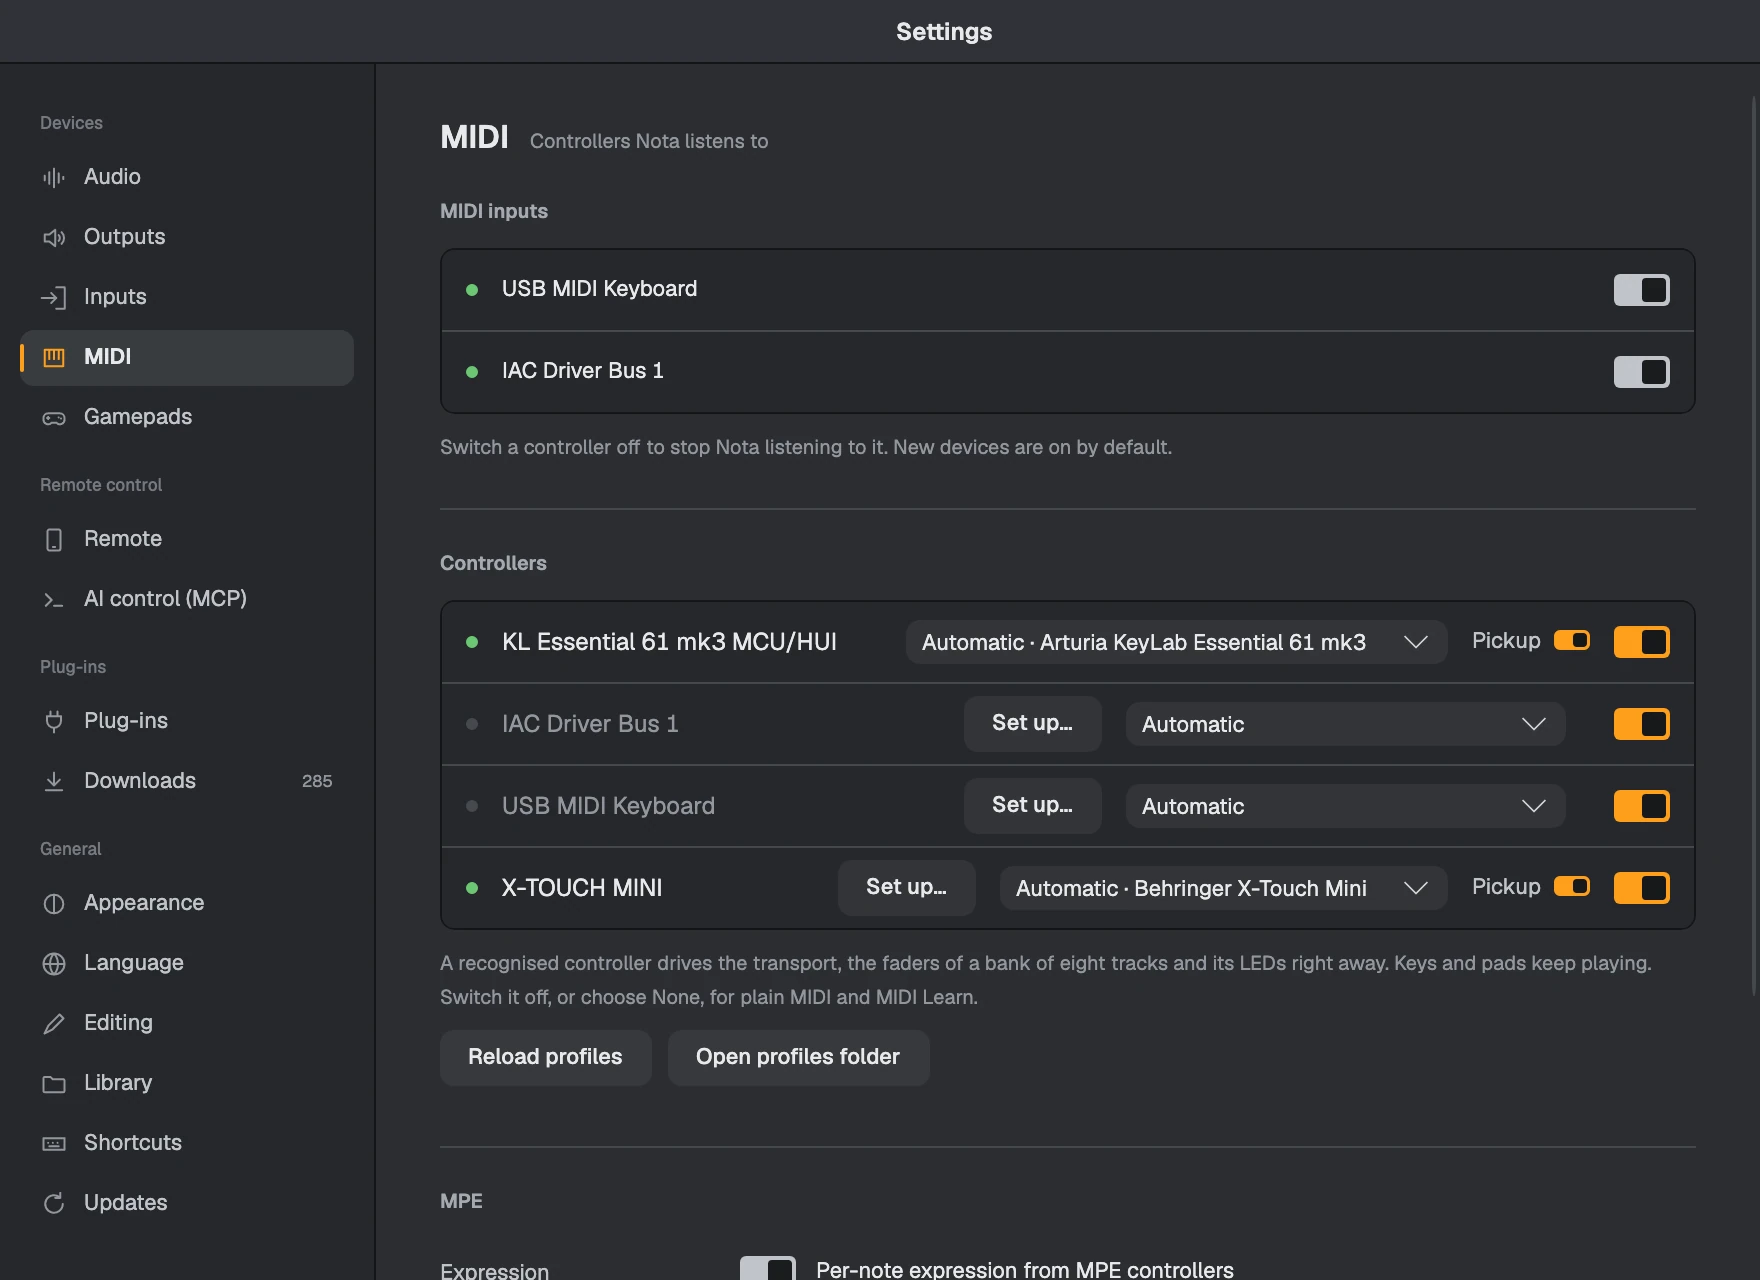 Settings
Devices
Audio
Outputs
Inputs
MIDI
Gamepads
Remote control
Remote
AI control (MCP)
Plug-ins
Plug-ins
Downloads 285
General
Appearance
Language
Editing
Library
Shortcuts
Updates
MIDI Controllers Nota listens to
MIDI inputs
USB MIDI Keyboard
IAC Driver Bus 1
Switch a controller off to stop Nota listening to it. New devices are on by default.
Controllers
KL Essential 61 mk3 MCU/HUI Automatic · Arturia KeyLab Essential 61 mk3 Pickup
IAC Driver Bus 1 Set up... Automatic
USB MIDI Keyboard Set up... Automatic
X-TOUCH MINI Set up... Automatic · Behringer X-Touch Mini Pickup
A recognised controller drives the transport, the faders of a bank of eight tracks and its LEDs right away. Keys and pads keep playing.
Switch it off, or choose None, for plain MIDI and MIDI Learn.
Reload profiles Open profiles folder
MPE
Expression Per-note expression from MPE controllers